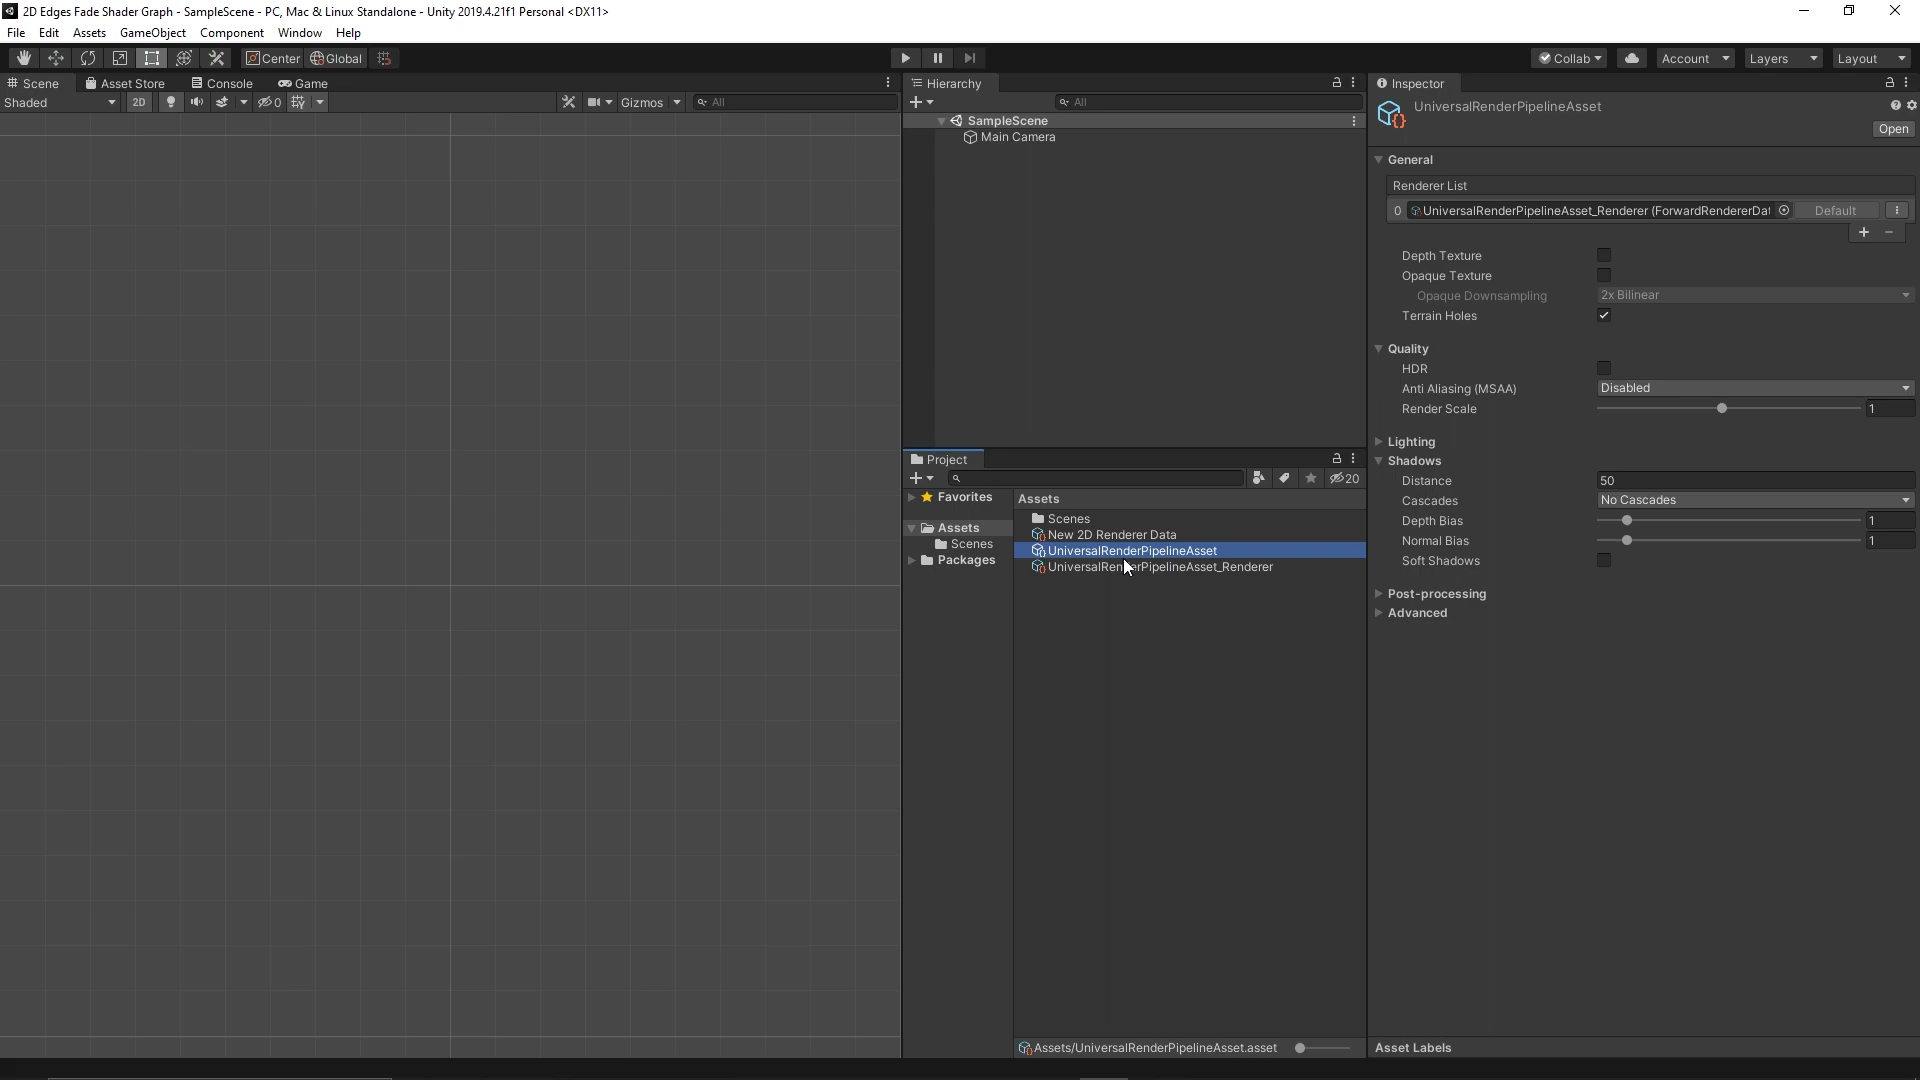 2D Edges Fade Shader Graph - SampleScene - PC, Mac & Linux Standalone - Unity 2019.4.21f1 Personal <DX11>
File Edit Assets GameObject Component Window Help
Center Global Collab Account Layers Layout
Scene Asset Store Console Game
Shaded 2D 0 Gizmos All
Hierarchy
All
SampleScene
Main Camera
Project
20
Favorites
Assets
Scenes
Packages
Assets
Scenes
New 2D Renderer Data
UniversalRenderPipelineAsset
UniversalRenderPipelineAsset_Renderer
Assets/UniversalRenderPipelineAsset.asset
Inspector
UniversalRenderPipelineAsset
Open
General
Renderer List
0 UniversalRenderPipelineAsset_Renderer (ForwardRendererDat Default
Depth Texture
Opaque Texture
Opaque Downsampling 2x Bilinear
Terrain Holes
Quality
HDR
Anti Aliasing (MSAA) Disabled
Render Scale 1
Lighting
Shadows
Distance 50
Cascades No Cascades
Depth Bias 1
Normal Bias 1
Soft Shadows
Post-processing
Advanced
Asset Labels